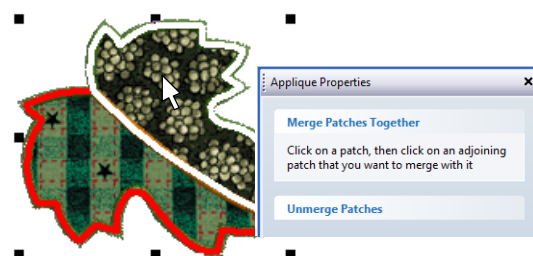 Applique Properties
Merge Patches Together
Click on a patch, then click on an adjoining
patch that you want to merge with it
Unmerge Patches